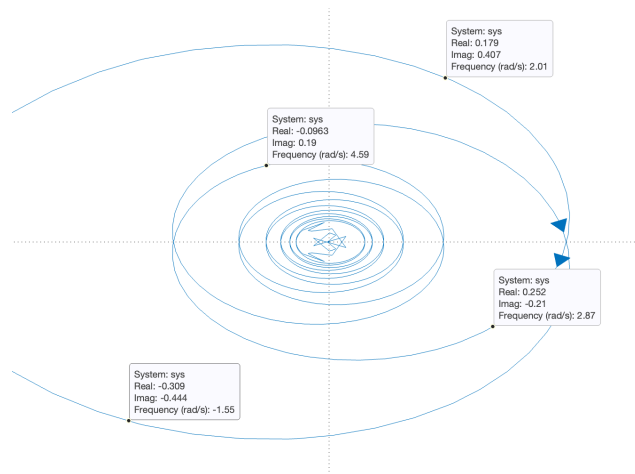 System: sys
Real: 0.179
Imag: 0.407
Frequency (rad/s): 2.01
System: sys
Real: -0.0963
Imag: 0.19
Frequency (rad/s): 4.59
System: sys
Real: 0.252
Imag: -0.21
Frequency (rad/s): 2.87
System: sys
Real: -0.309
Imag: -0.444
Frequency (rad/s): -1.55